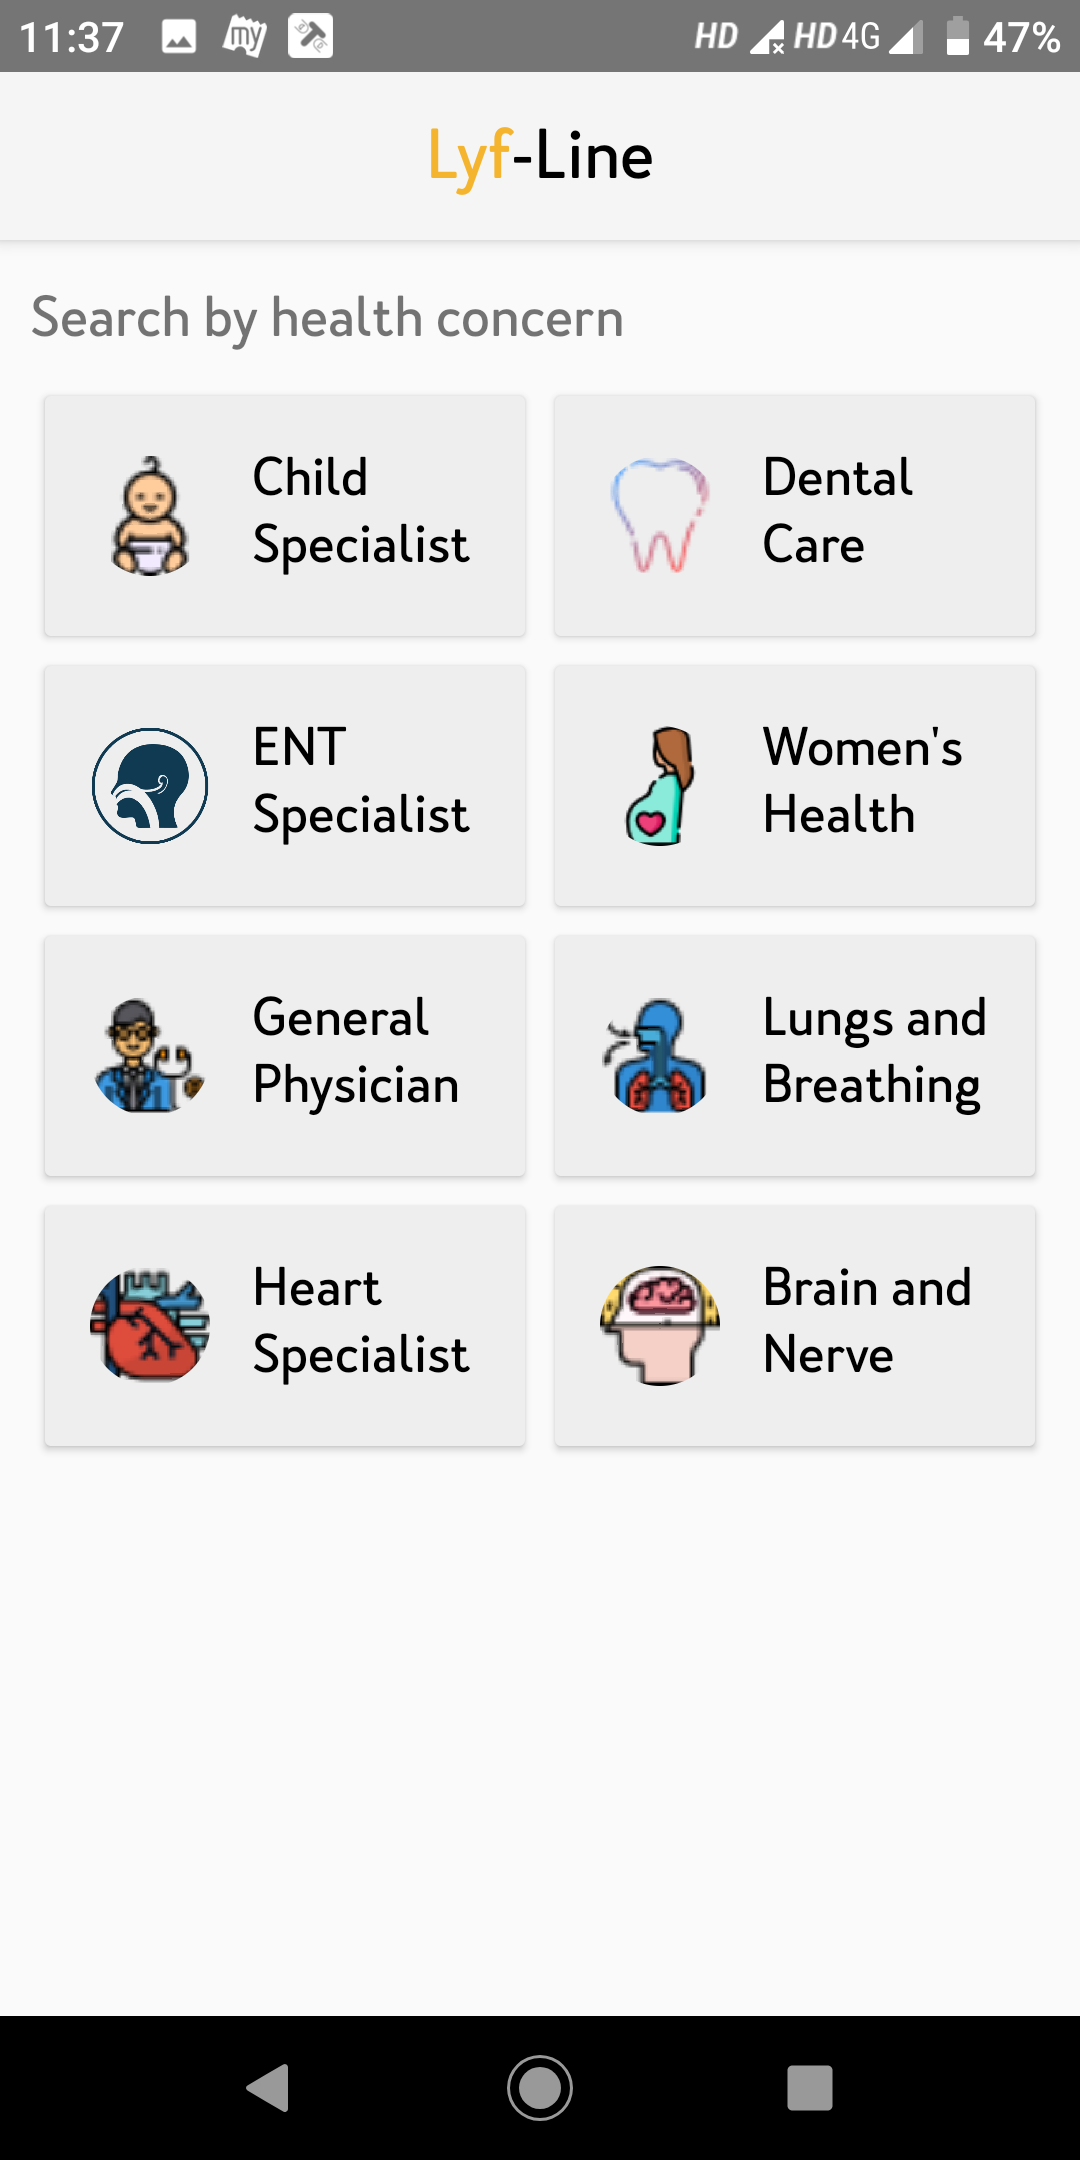 11:37 my HD HD 4G 47%
Lyf-Line
Search by health concern
Child
Specialist
Dental
Care
ENT
Specialist
Women's
Health
General
Physician
Lungs and
Breathing
Heart
Specialist
Brain and
Nerve